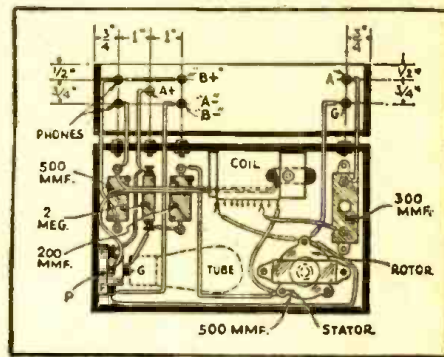 3/4" 1" 1" 3/4"
1/2" B+ A 1/2"
3/4" A+ 3/4"
"A- G
B-
PHONES
COIL
500 MMF.
2 MEG.
300 MMF.
200 MMF.
P G TUBE ROTOR
F
500 MMF. STATOR